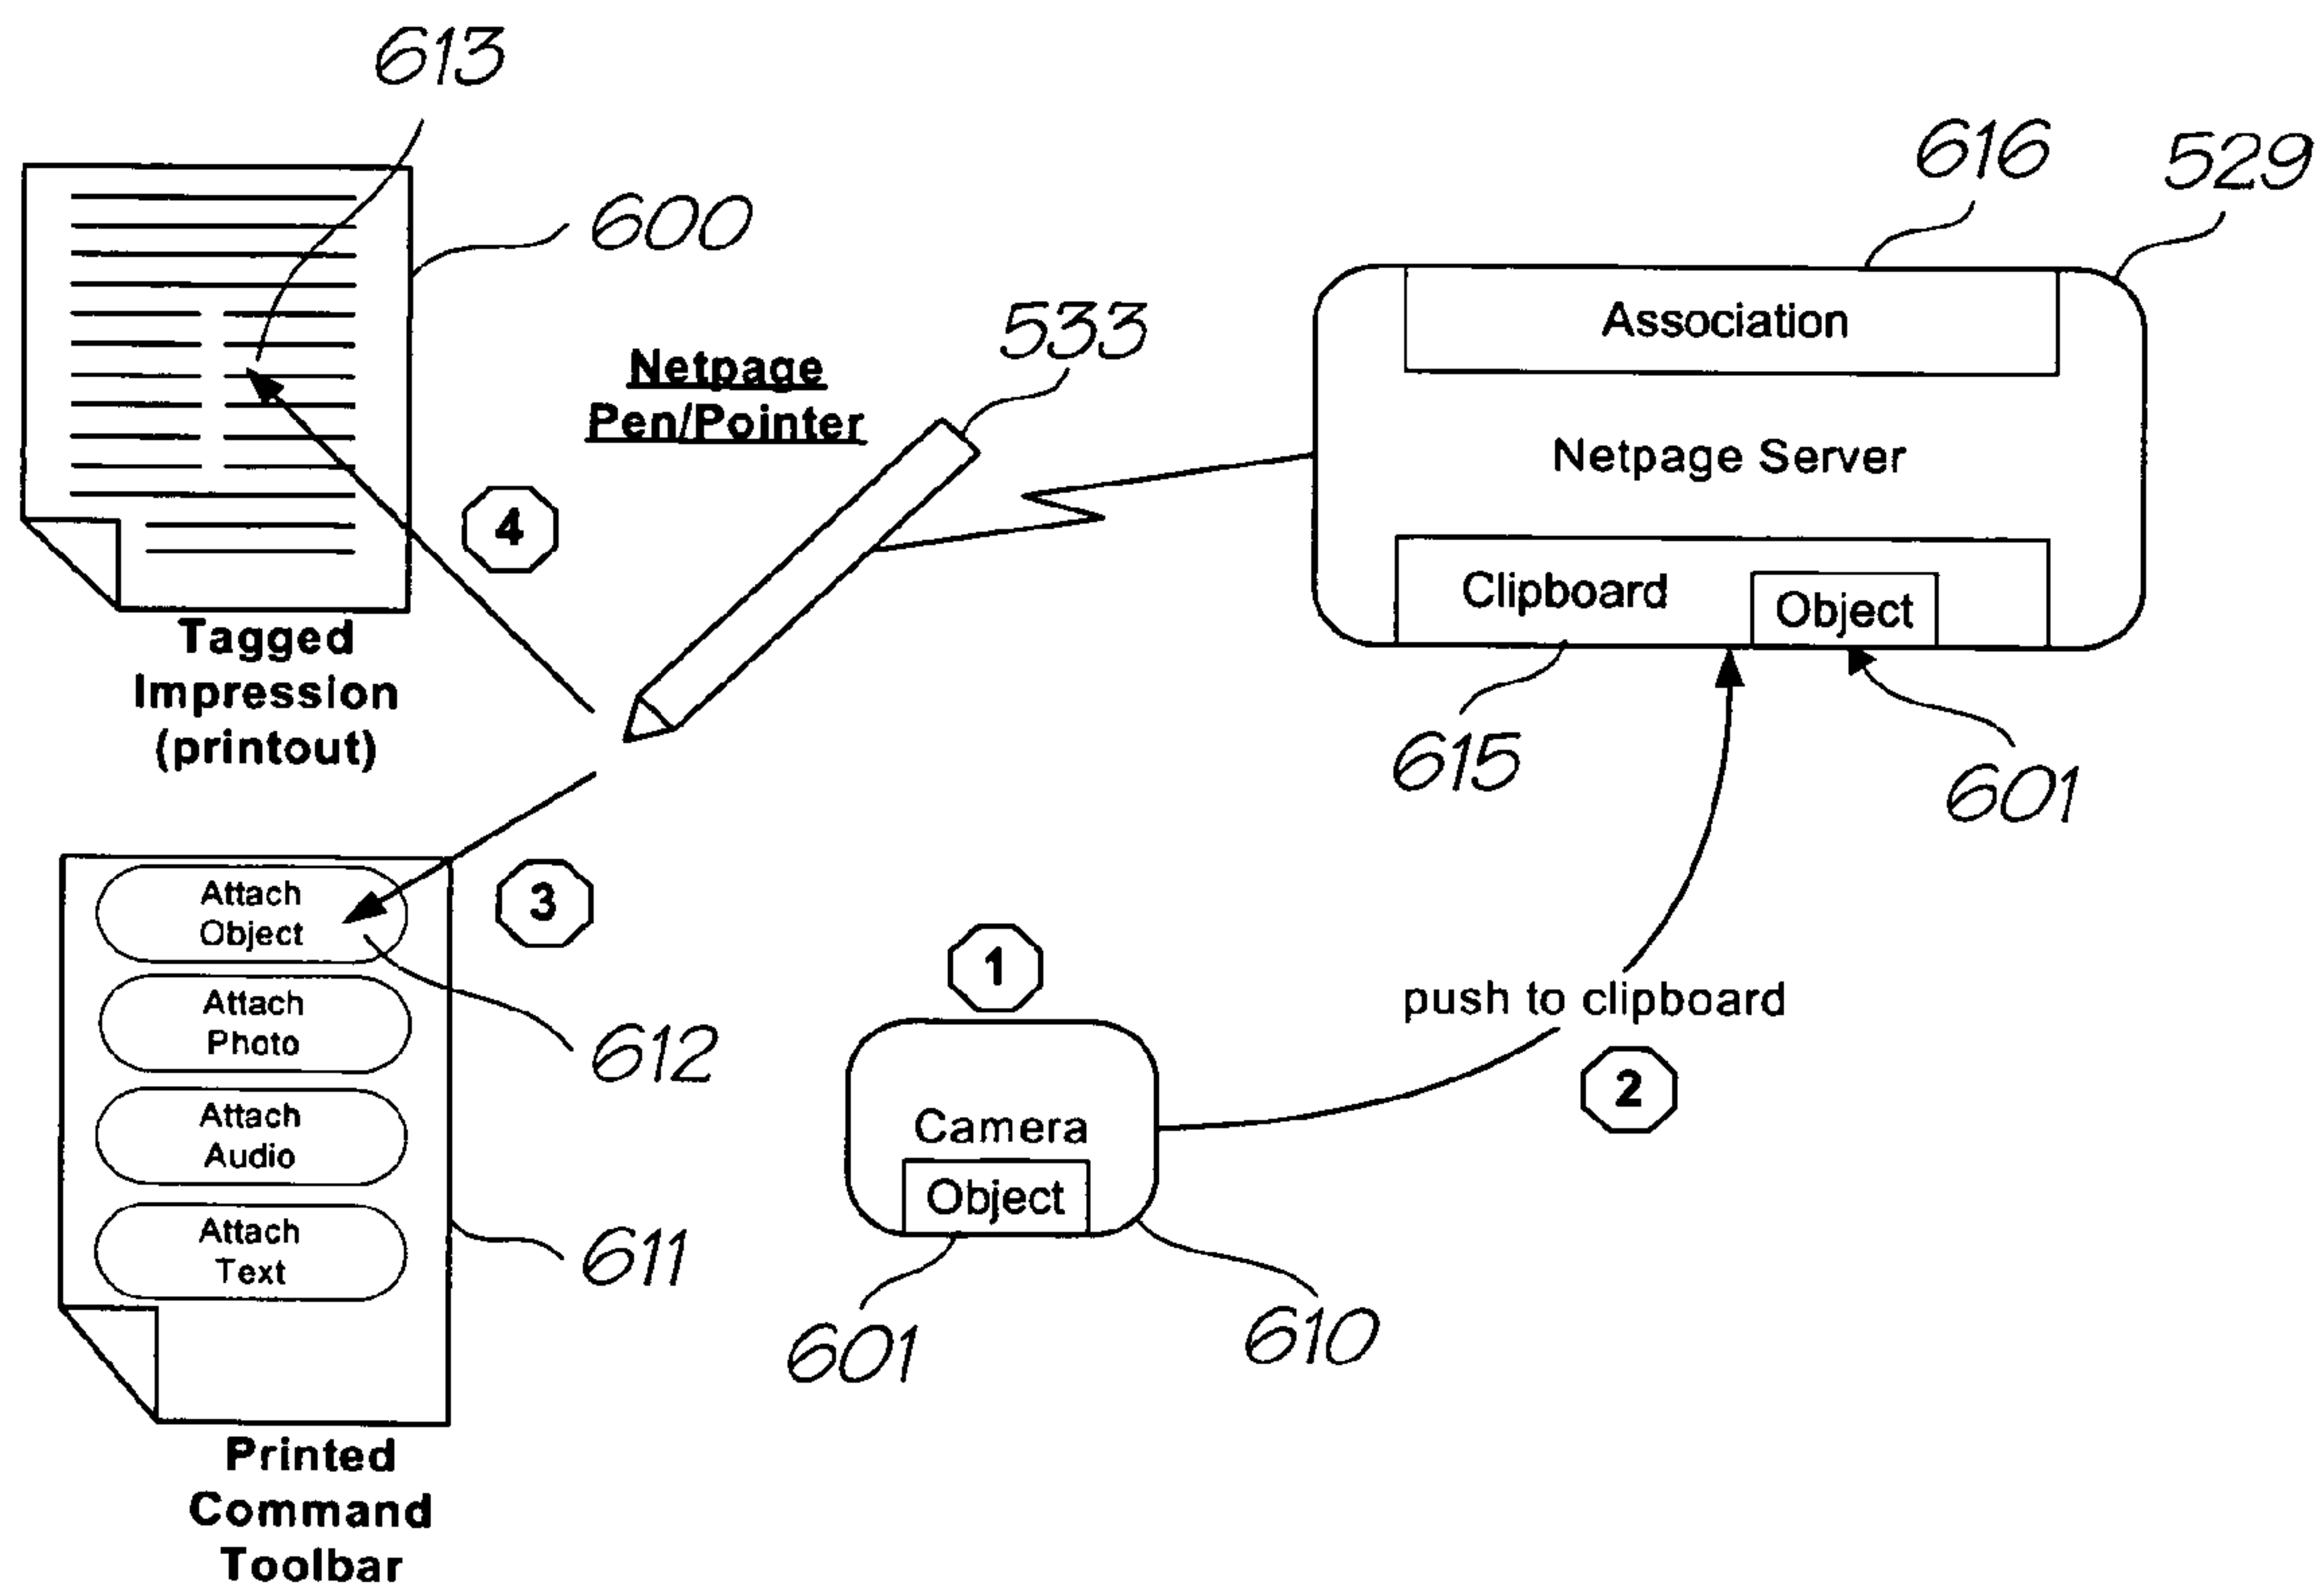 613
600
616
529
533
Netpage
Pen/Pointer
Association
Netpage Server
Clipboard
Object
4
Tagged
Impression
(printout)
615
601
3
Attach
Object
Attach
Photo
Attach
Audio
Attach
Text
612
611
1
Camera
Object
push to clipboard
2
601
610
Printed
Command
Toolbar